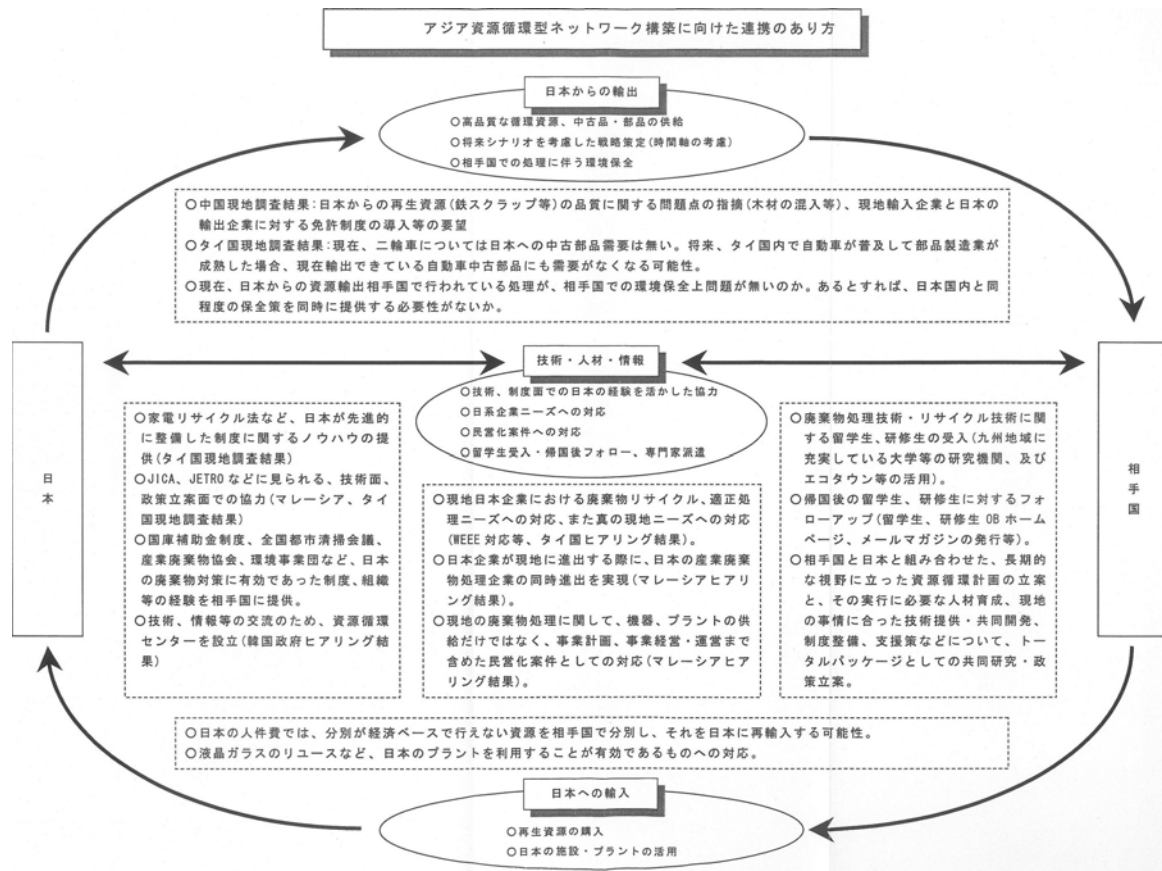 アジア資源循環型ネットワーク構築に向けた連携のあり方
日本からの輸出
○高品質な循環資源、中古品・部品の供給
○将来シナリオを考慮した戦略策定(時間軸の考慮)
○相手国での処理に伴う環境保全
○中国現地調査結果:日本からの再生資源(鉄スクラップ等)の品質に関する問題点の指摘(木材の混入等)、現地輸入企業と日本の
輸出企業に対する免許制度の導入等の要望
○タイ国現地調査結果:現在、二輪車については日本への中古部品需要は無い。将来、タイ国内で自動車が普及して部品製造業が
成熟した場合、現在輸出できている自動車中古部品にも需要がなくなる可能性。
○現在、日本からの資源輸出相手国で行われている処理が、相手国での環境保全上問題が無いのか。あるとすれば、日本国内と同
程度の保全策を同時に提供する必要性がないか。
日本
技術・人材・情報
○技術、制度面での日本の経験を活かした協力
○日系企業ニーズへの対応
○民営化案件への対応
○留学生受入・帰国後フォロー、専門家派遣
相手国
○家電リサイクル法など、日本が先進的
に整備した制度に関するノウハウの提
供(タイ国現地調査結果)
○JICA、JETROなどに見られる、技術面、
政策立案面での協力(マレーシア、タイ
国現地調査結果)
○国庫補助金制度、全国都市清掃会議、
産業廃棄物協会、環境事業団など、日本
の廃棄物対策に有効であった制度、組織
等の経験を相手国に提供。
○技術、情報等の交流のため、資源循環
センターを設立(韓国政府ヒアリング結
果)
○現地日本企業における廃棄物リサイクル、適正処
理ニーズへの対応、また真の現地ニーズへの対応
(WEEE対応等、タイ国ヒアリング結果)。
○日本企業が現地に進出する際に、日本の産業廃棄
物処理企業の同時進出を実現(マレーシアヒアリ
ング結果)。
○現地の廃棄物処理に関して、機器、プラントの供
給だけではなく、事業計画、事業経営・運営まで
含めた民営化案件としての対応(マレーシアヒア
リング結果)。
○廃棄物処理技術・リサイクル技術に関
する留学生、研修生の受入(九州地域に
充実している大学等の研究機関、及び
エコタウン等の活用)。
○帰国後の留学生、研修生に対するフォ
ローアップ(留学生、研修生OBホーム
ページ、メールマガジンの発行等)。
○相手国と日本と組み合わせた、長期的
な視野に立った資源循環計画の立案
と、その実行に必要な人材育成、現地
の事情に合った技術提供・共同開発、
制度整備、支援策などについて、トー
タルパッケージとしての共同研究・政
策立案。
○日本の人件費では、分別が経済ベースで行えない資源を相手国で分別し、それを日本に再輸入する可能性。
○液晶ガラスのリユースなど、日本のプラントを利用することが有効であるものへの対応。
日本への輸入
○再生資源の購入
○日本の施設・プラントの活用